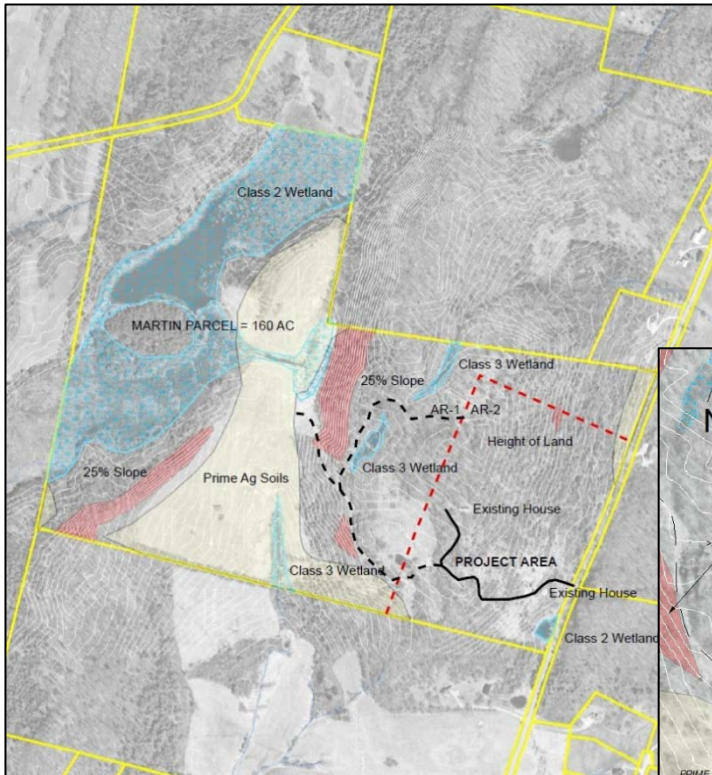 Class 2 Wetland
MARTIN PARCEL = 160 AC
25% Slope
Class 3 Wetland
AR-1
AR-2
Height of Land
25% Slope
Prime Ag Soils
Class 3 Wetland
Existing House
PROJECT AREA
Class 3 Wetland
Existing House
Class 2 Wetland
N
PRIME